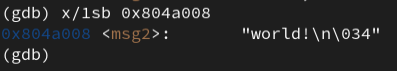 (gdb) x/1sb 0x804a008
0x804a008 <msg2>: "world!\n\034"
(gdb)